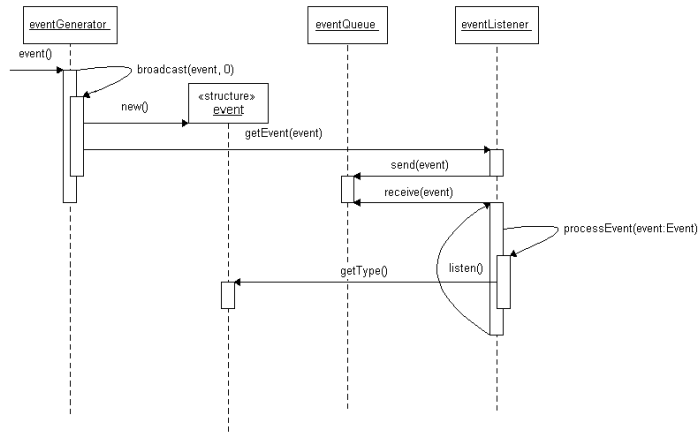 eventGenerator
eventQueue
eventListener
event()
broadcast(event, 0)
«structure»
event
new()
getEvent(event)
send(event)
receive(event)
processEvent(event:Event)
getType()
listen()